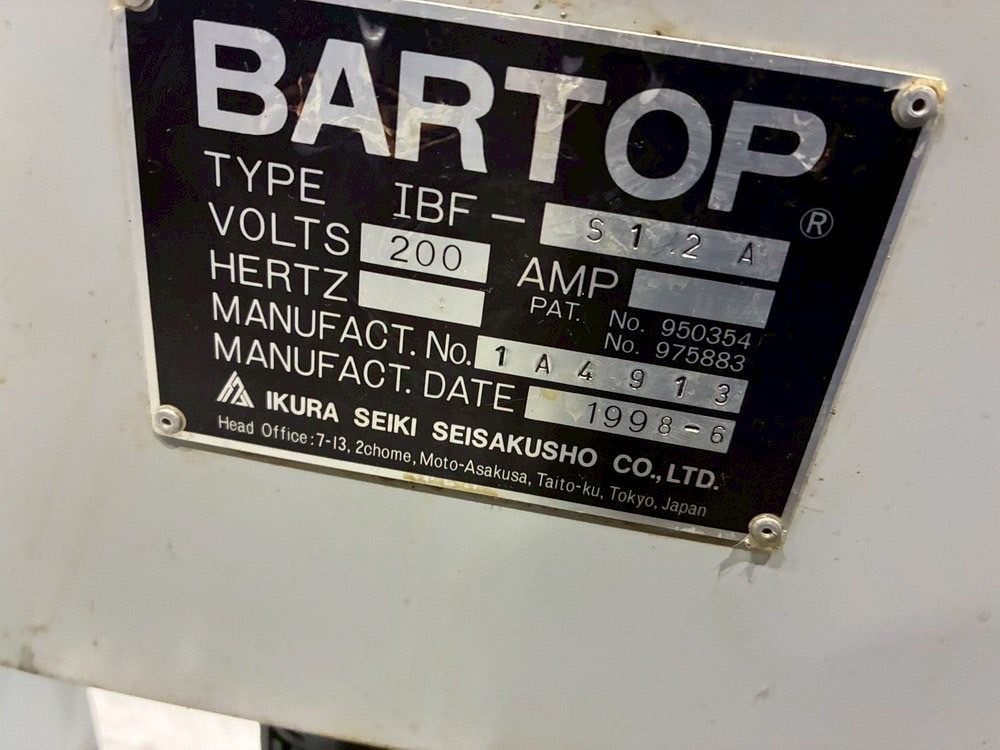 BARTOP
®
TYPE IBF - S12A
VOLTS 200 AMP
HERTZ PAT. No. 950354
No. 975883
MANUFACT. No. 1A4913
MANUFACT. DATE 1998-6
IKURA SEIKI SEISAKUSHO CO., LTD.
Head Office: 7-13, 2chome, Moto-Asakusa, Taito-ku, Tokyo, Japan